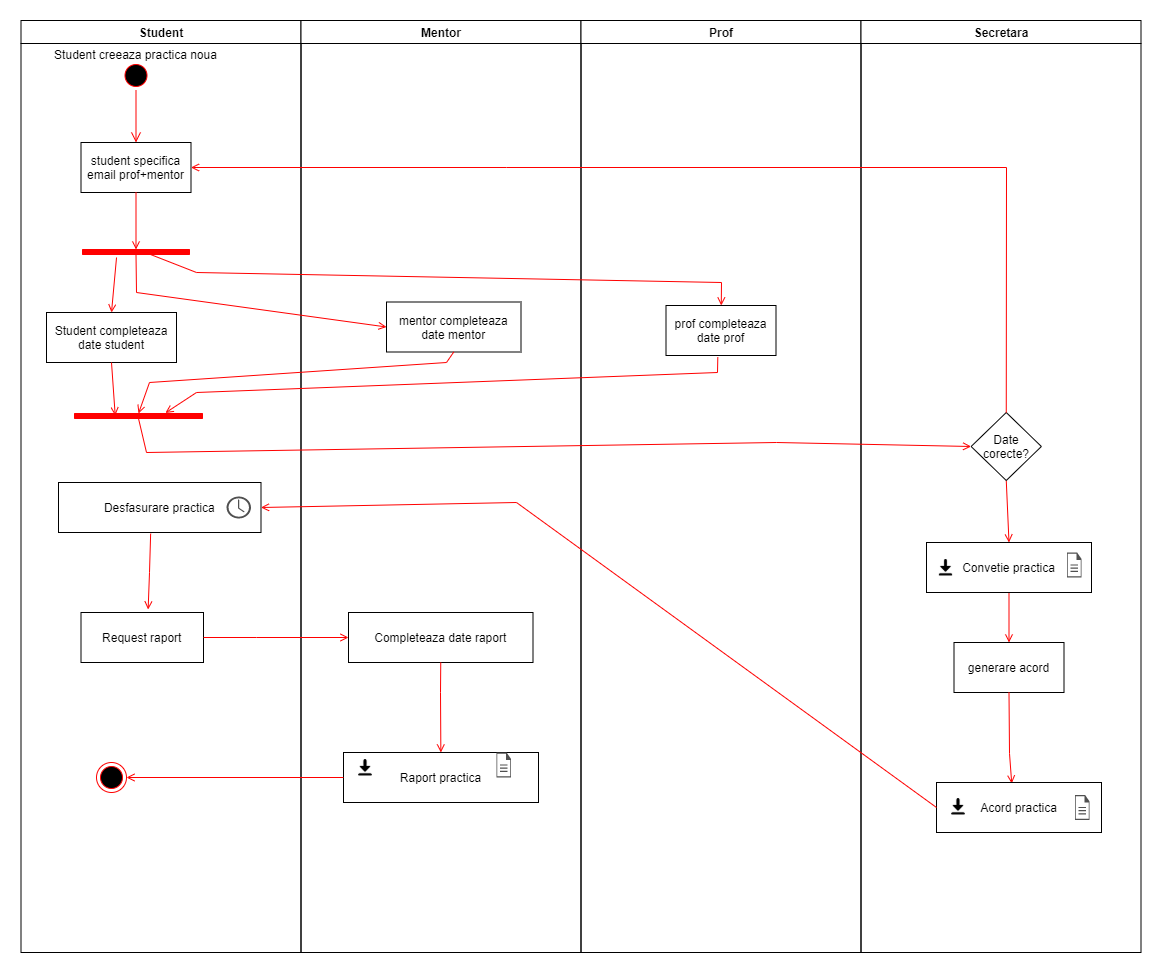 Student
Mentor
Prof
Secretara
Student creeaza practica noua
student specifica
email prof+mentor
Student completeaza
date student
mentor completeaza
date mentor
prof completeaza
date prof
Date
corecte?
Desfasurare practica
Convetie practica
Request raport
Completeaza date raport
generare acord
Raport practica
Acord practica